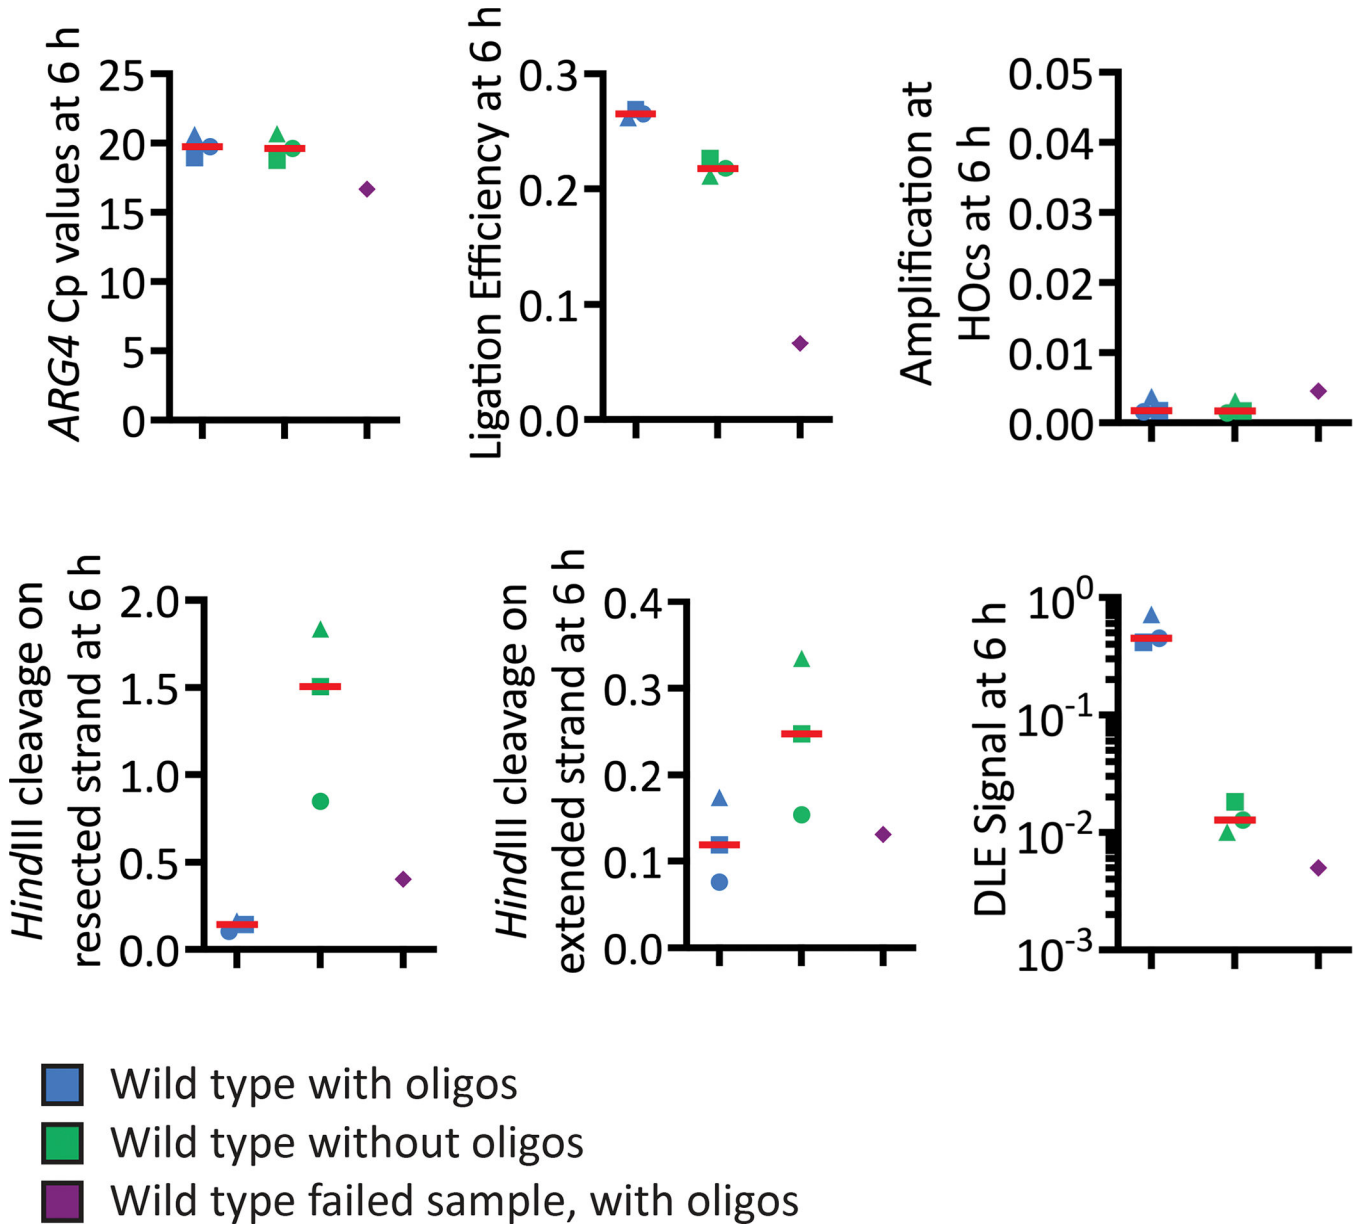 ARG4 Cp values at 6 h
25
20
15
10
5
0
Ligation Efficiency at 6 h
0.3
0.2
0.1
0.0
Amplification at
HOcs at 6 h
0.05
0.04
0.03
0.02
0.01
0.00
HindIII cleavage on
resected strand at 6 h
2.0
1.5
1.0
0.5
0.0
HindIII cleavage on
extended strand at 6 h
0.4
0.3
0.2
0.1
0.0
DLE Signal at 6 h
10⁰
10⁻¹
10⁻²
10⁻³
Wild type with oligos
Wild type without oligos
Wild type failed sample, with oligos